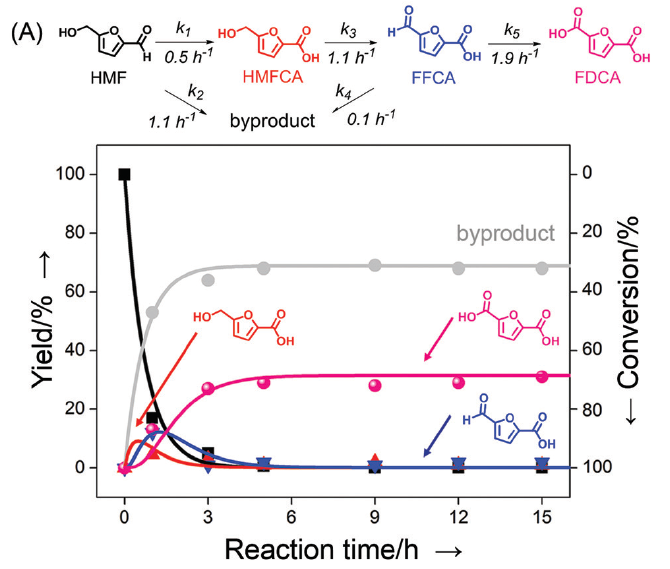 (A)
HO O O H
k1 0.5 h-1
HO O O OH
k3 1.1 h-1
O H O O OH
k5 1.9 h-1
O HO O O OH
HMF HMFCA FFCA FDCA
k2 1.1 h-1
byproduct
k4 0.1 h-1
Yield/% →
100
80
60
40
20
0
byproduct
HO O O OH
O HO O O OH
O H O O OH
0
20
40
60
80
100
← Conversion/%
0 3 6 9 12 15
Reaction time/h →